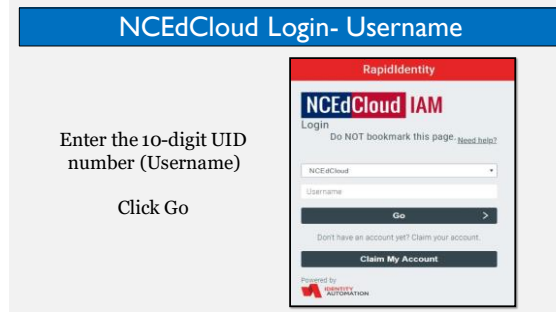 NCEdCloud Login- Username
Enter the 10-digit UID
number (Username)
Click Go
RapidIdentity
NCEdCloud IAM
Login
Do NOT bookmark this page.
Need help?
NCEdCloud
Username
Go
Don't have an account yet? Claim your account.
Claim My Account
Powered by
IDENTITY
AUTOMATION